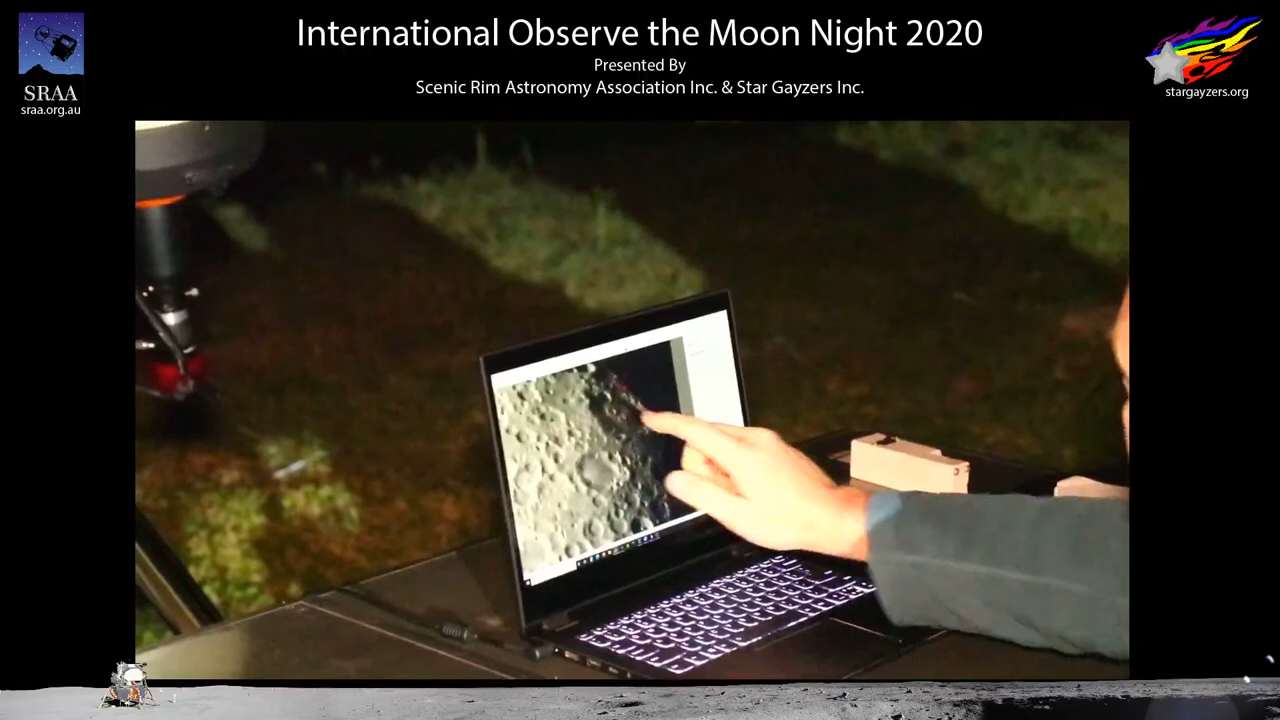 International Observe the Moon Night 2020
Presented By
Scenic Rim Astronomy Association Inc. & Star Gayzers Inc.
SRAA
sraa.org.au
stargayzers.org